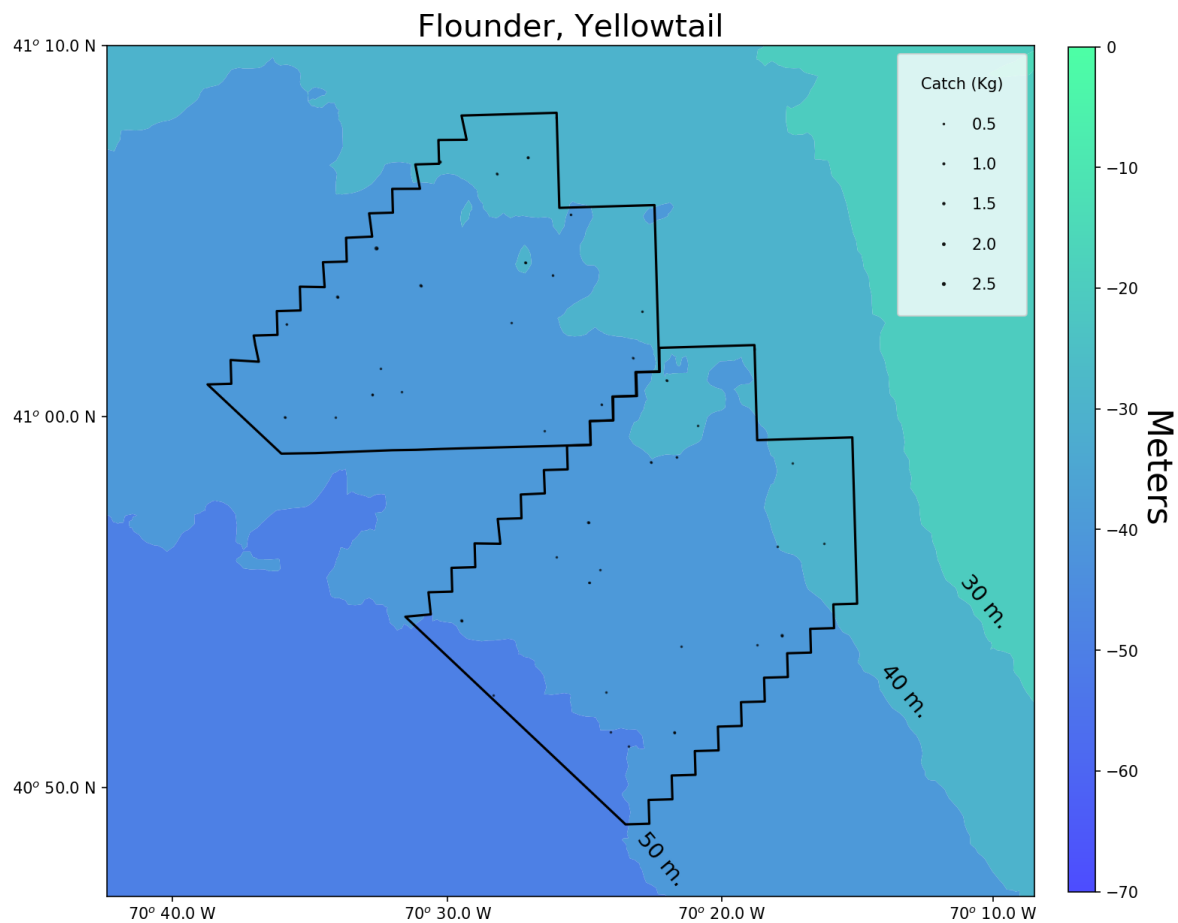 Flounder, Yellowtail
41° 10.0 N
41° 00.0 N
40° 50.0 N
70° 40.0 W
70° 30.0 W
70° 20.0 W
70° 10.0 W
Catch (Kg)
0.5
1.0
1.5
2.0
2.5
30 m.
40 m.
50 m.
0
−10
−20
−30
−40
−50
−60
−70
Meters